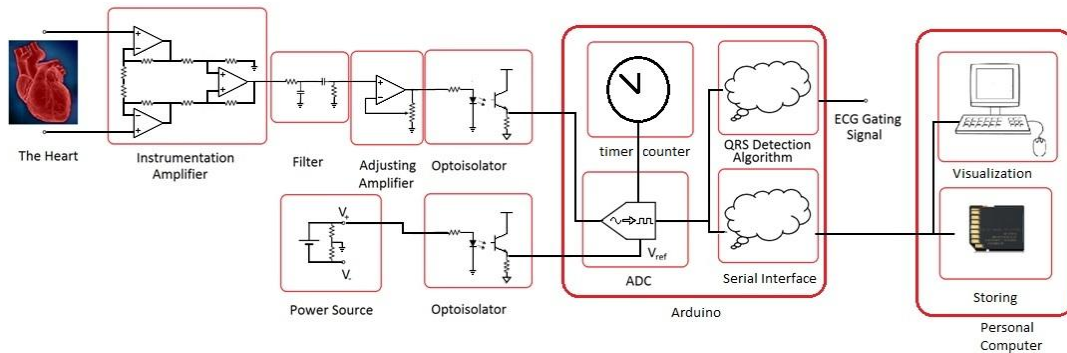 The Heart
Instrumentation
Amplifier
Filter
Adjusting
Amplifier
Optoisolator
timer counter
QRS Detection
Algorithm
ECG Gating
Signal
Visualization
V+
V-
Power Source
Optoisolator
Vref
ADC
Serial Interface
Arduino
Storing
Personal
Computer